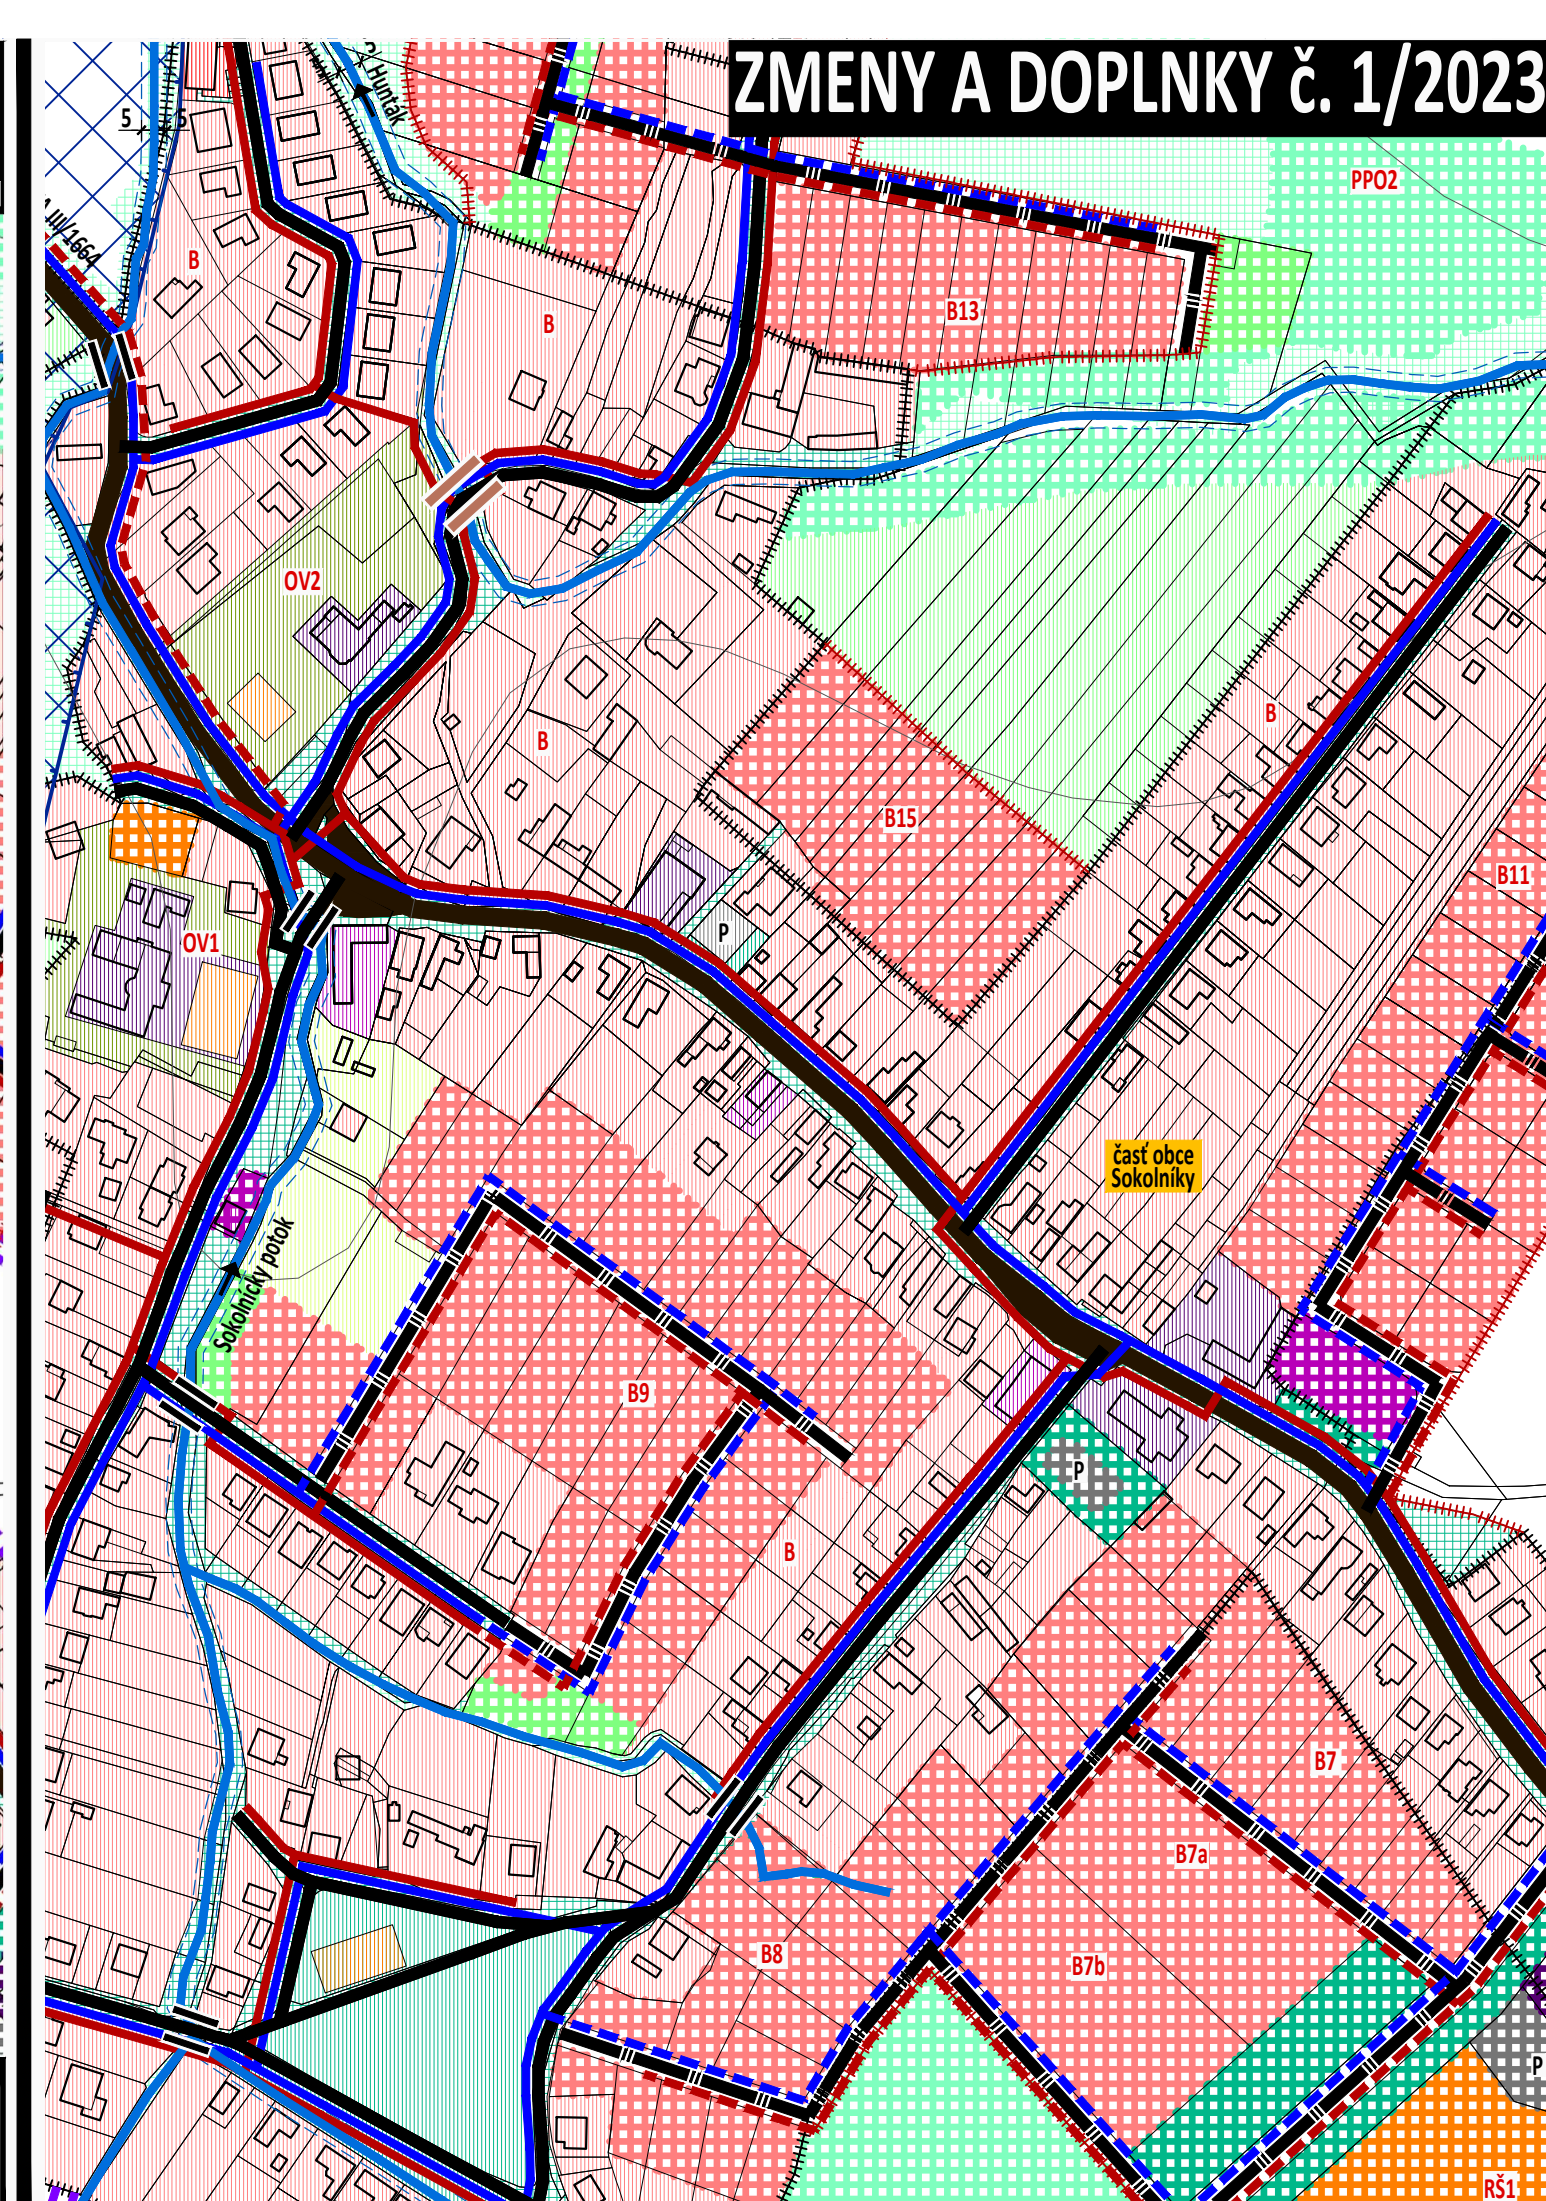 ZMENY A DOPLNKY č. 1/2023
Hunták
5 5
PPO2
III/1664
B
B13
B
OV2
B
B
B15
B11
P
OV1
časť obce
Sokolníky
Sokolnícky potok
B9
P
B
B7
B7a
B8
B7b
P
RŠ1